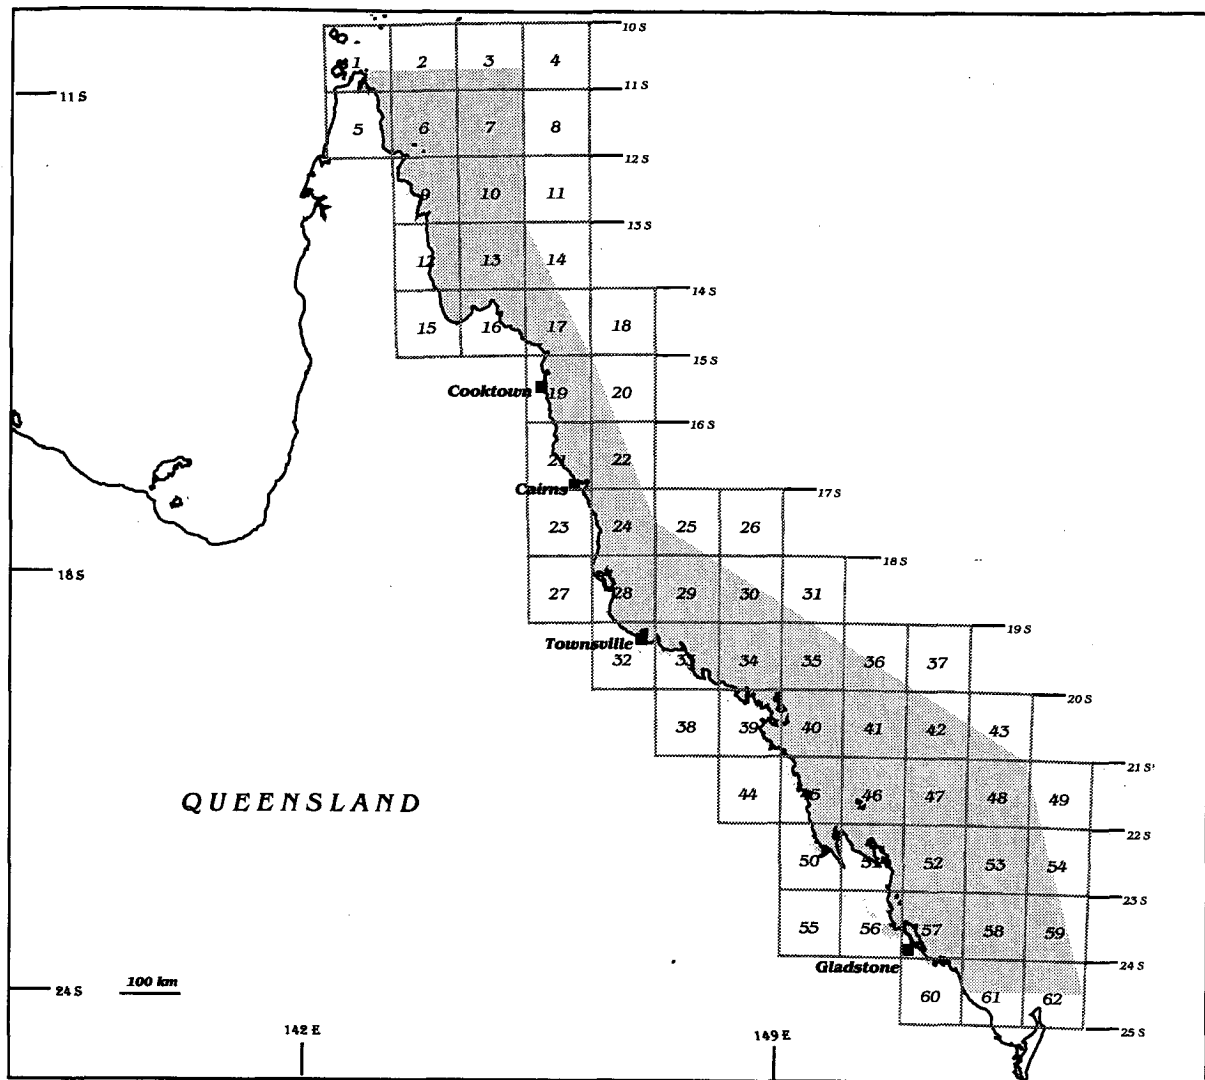 10 S
1 2 3 4
11 S
11 S
5 6 7 8
12 S
9 10 11
13 S
12 13 14
14 S
15 16 17 18
15 S
Cooktown 19 20
16 S
21 22
Cairns
17 S
23 24 25 26
18 S
18 S
27 28 29 30 31
19 S
Townsville
32 33 34 35 36 37
20 S
38 39 40 41 42 43
21 S
QUEENSLAND
44 45 46 47 48 49
22 S
50 51 52 53 54
23 S
55 56 57 58 59
Gladstone
24 S
24 S
100 km
60 61 62
25 S
142 E
149 E